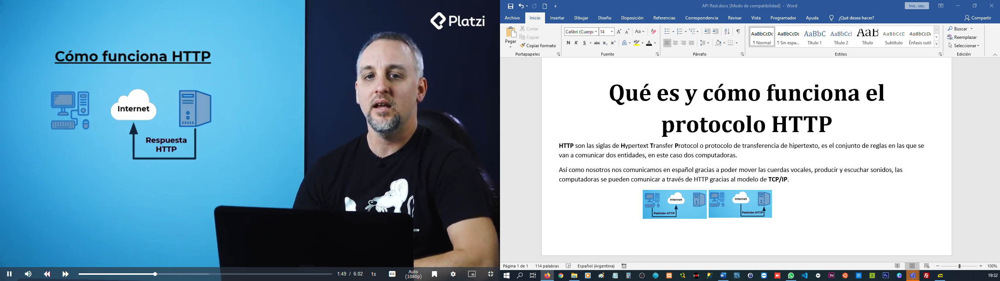 Platzi
Cómo funciona HTTP
Internet
Respuesta
HTTP
1:49 / 6:02
1x
CC
Auto
(1080p)
API Rest.docx [Modo de compatibilidad] - Word
Inic. ses.
Archivo Inicio Insertar Dibujar Diseño Disposición Referencias Correspondencia Revisar Vista Programador Ayuda ¿Qué desea hacer? Compartir
Pegar
Cortar
Copiar
Copiar formato
Portapapeles
Calibri (Cuerpo 14
N K S abc x₂ x²
Fuente
Párrafo
AaBbCcDc AaBbCcDc AaBbC AaBbCcI AaB AaBbCcD AaBbCcDc
¶ Normal ¶ Sin espa... Título 1 Título 2 Título Subtítulo Énfasis sutil
Estilos
Buscar
Reemplazar
Seleccionar
Edición
Qué es y cómo funciona el
protocolo HTTP
HTTP son las siglas de Hypertext Transfer Protocol o protocolo de transferencia de hipertexto, es el conjunto de reglas en las que se
van a comunicar dos entidades, en este caso dos computadoras.
Así como nosotros nos comunicamos en español gracias a poder mover las cuerdas vocales, producir y escuchar sonidos, las
computadoras se pueden comunicar a través de HTTP gracias al modelo de TCP/IP.
Internet
Petición HTTP
Internet
Petición HTTP
Página 1 de 1 114 palabras Español (Argentina)
100%
19:32